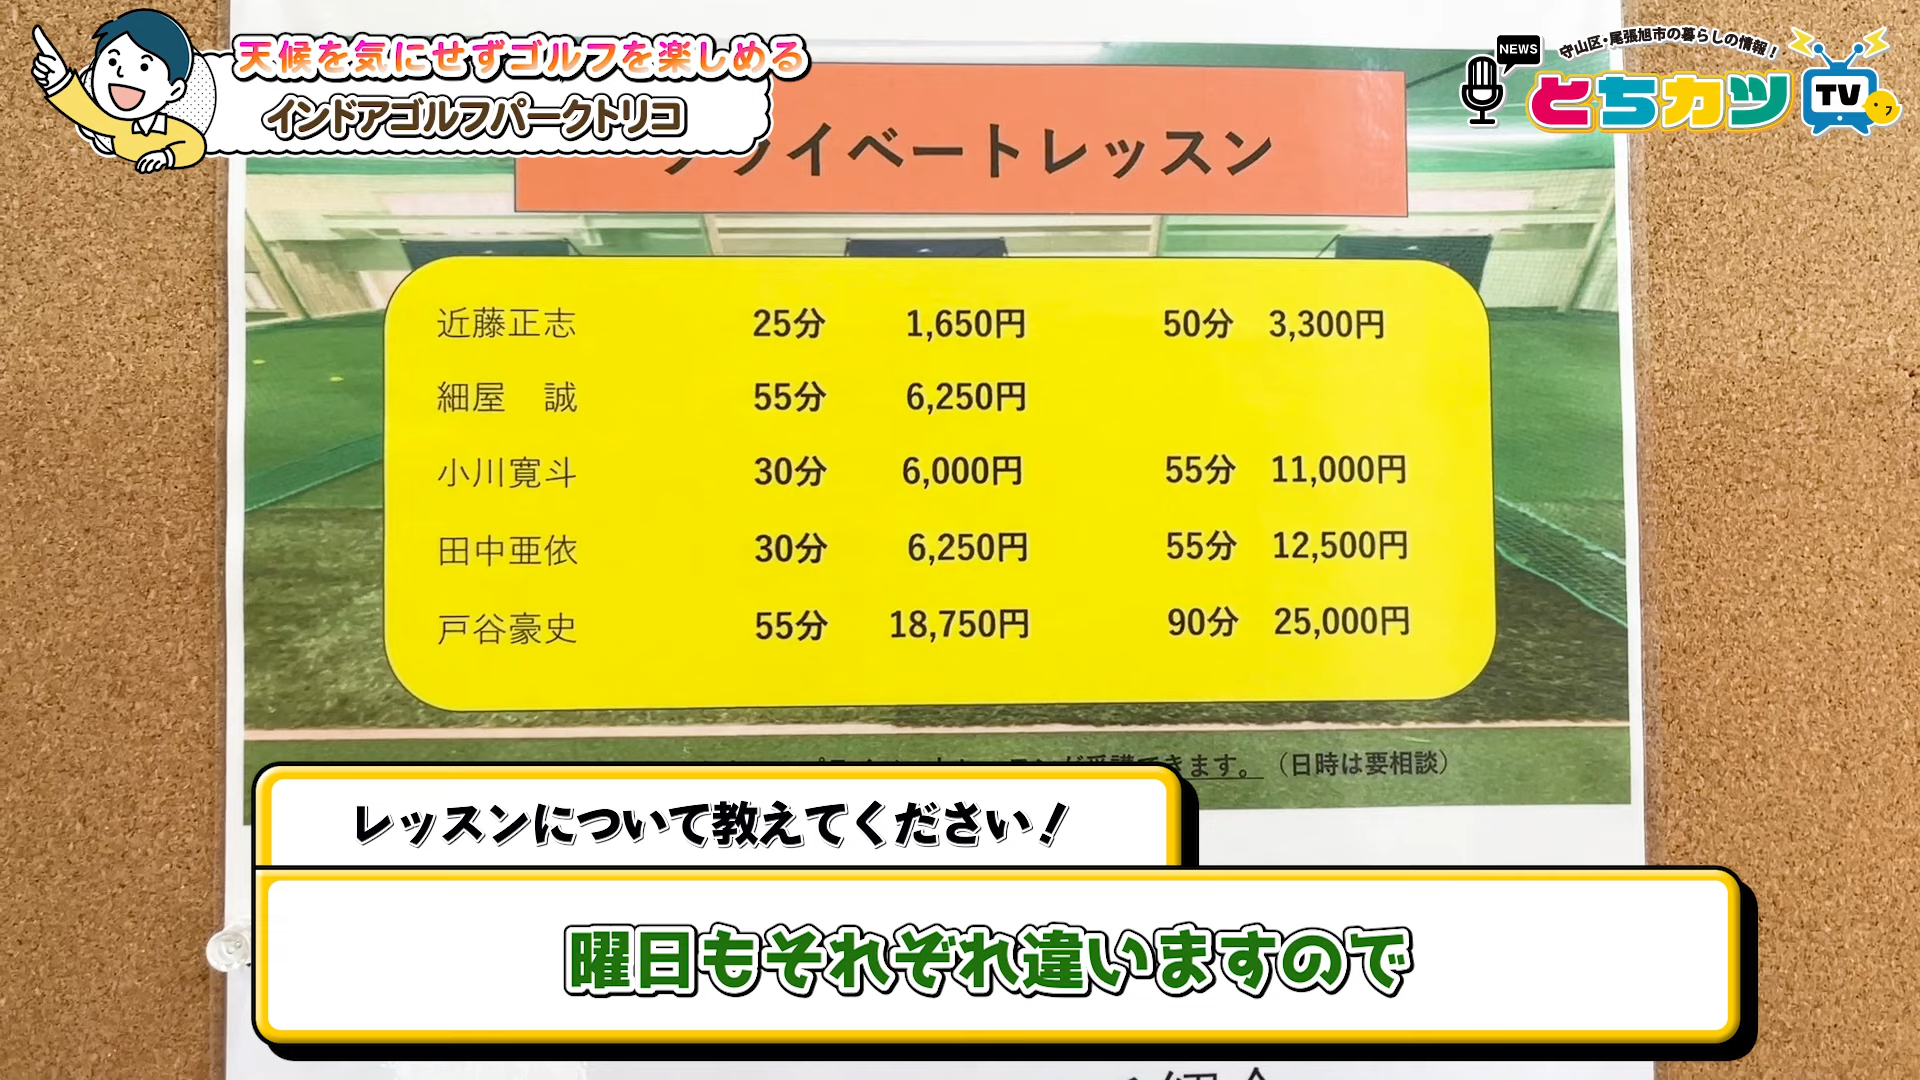 天候を気にせずゴルフを楽しめる
インドアゴルフパークトリコ
NEWS
守山区・尾張旭市の暮らしの情報!
とちカツ
TV
プライベートレッスン
近藤正志 25分 1,650円 50分 3,300円
細屋 誠 55分 6,250円
小川寛斗 30分 6,000円 55分 11,000円
田中亜依 30分 6,250円 55分 12,500円
戸谷豪史 55分 18,750円 90分 25,000円
きます。(日時は要相談)
レッスンについて教えてください!
曜日もそれぞれ違いますので